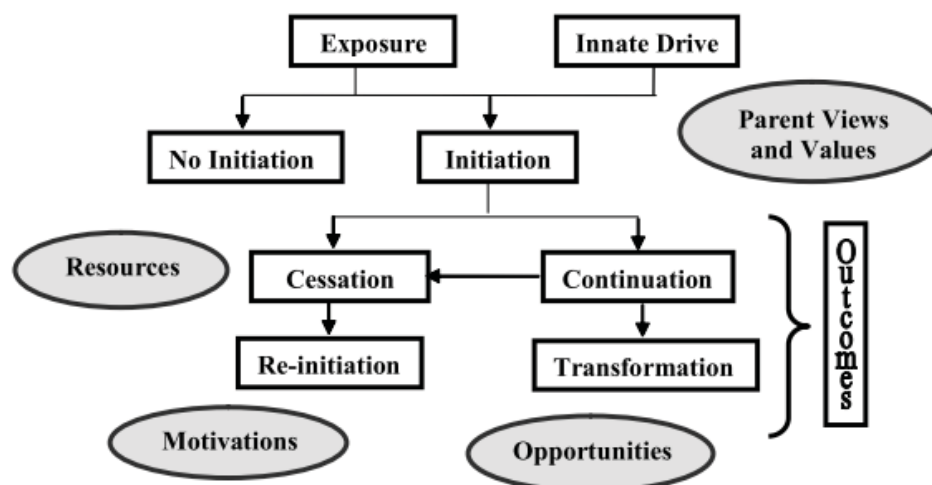 Exposure
Innate Drive
Parent Views
and Values
No Initiation
Initiation
Resources
Cessation
Continuation
Outcomes
Re-initiation
Transformation
Motivations
Opportunities